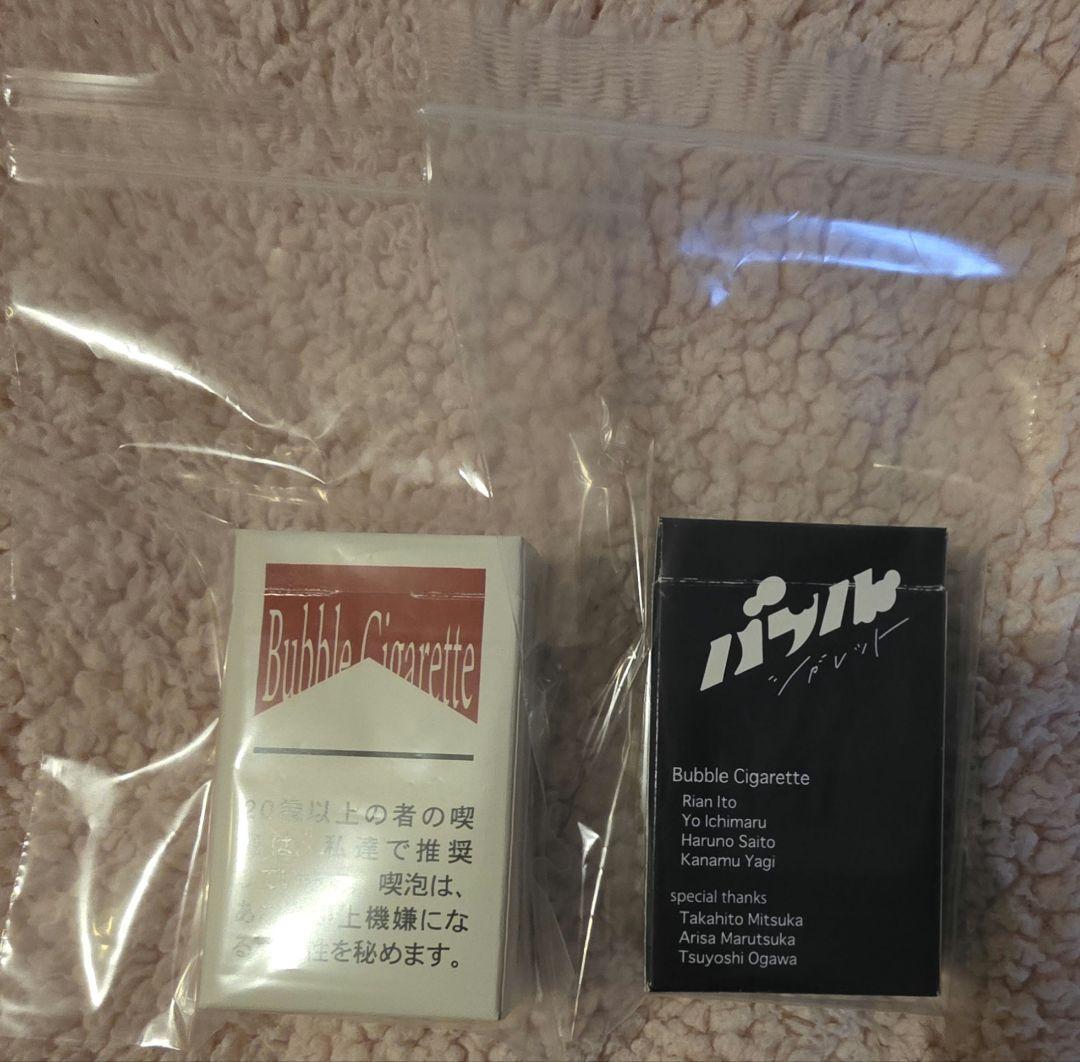 Bubble Cigarette
20歳以上の者の喫
は、私達で推奨
喫泡は、
あ 上機嫌にな
る 性を秘めます。
バブル
シガレット
Bubble Cigarette
Rian Ito
Yo Ichimaru
Haruno Saito
Kanamu Yagi
special thanks
Takahito Mitsuka
Arisa Marutsuka
Tsuyoshi Ogawa